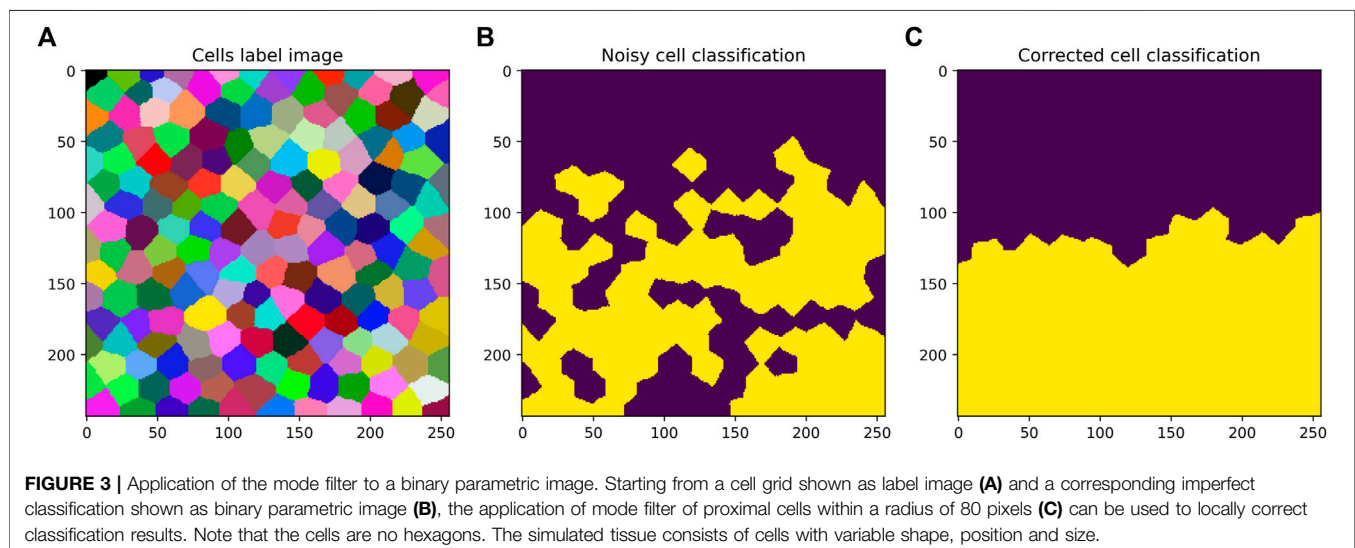 A B C
Cells label image Noisy cell classification Corrected cell classification
0 0 0
50 50 50
100 100 100
150 150 150
200 200 200
0 50 100 150 200 250 0 50 100 150 200 250 0 50 100 150 200 250
FIGURE 3 | Application of the mode filter to a binary parametric image. Starting from a cell grid shown as label image (A) and a corresponding imperfect
classification shown as binary parametric image (B), the application of mode filter of proximal cells within a radius of 80 pixels (C) can be used to locally correct
classification results. Note that the cells are no hexagons. The simulated tissue consists of cells with variable shape, position and size.